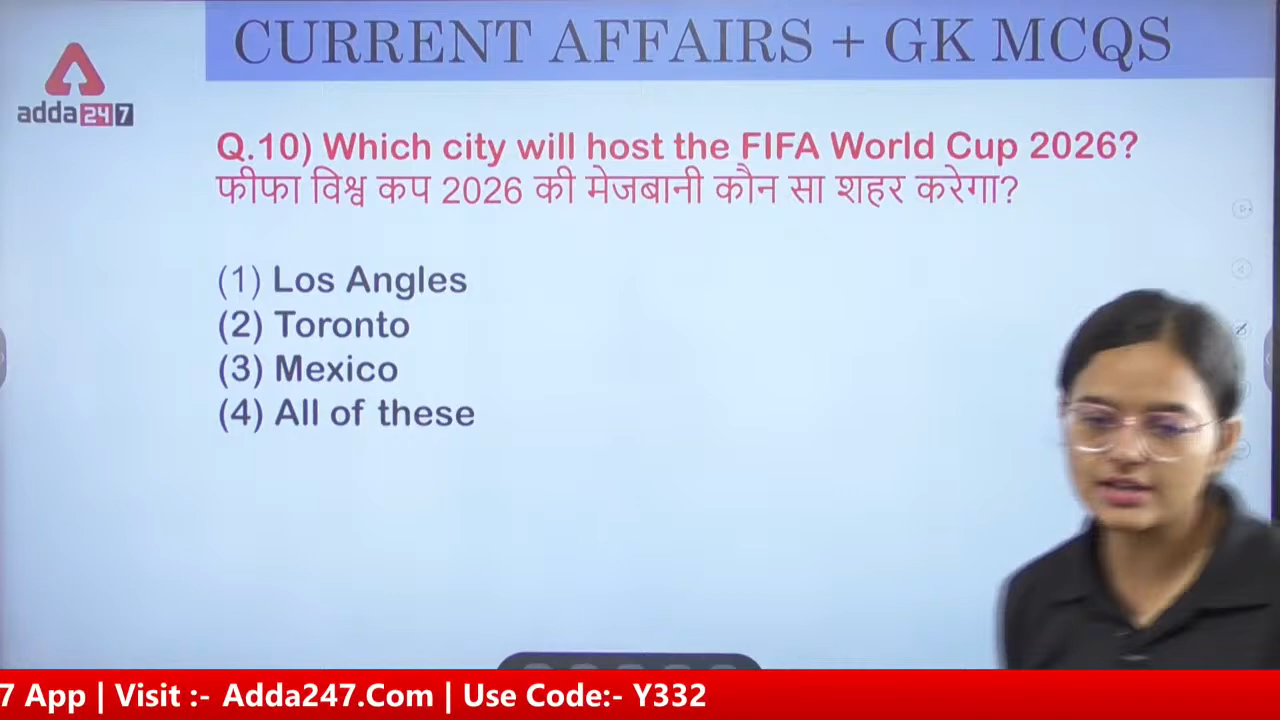 CURRENT AFFAIRS + GK MCQS
adda247
Q.10) Which city will host the FIFA World Cup 2026?
फीफा विश्व कप 2026 की मेजबानी कौन सा शहर करेगा?
(1) Los Angles
(2) Toronto
(3) Mexico
(4) All of these
7 App | Visit :- Adda247.Com | Use Code:- Y332